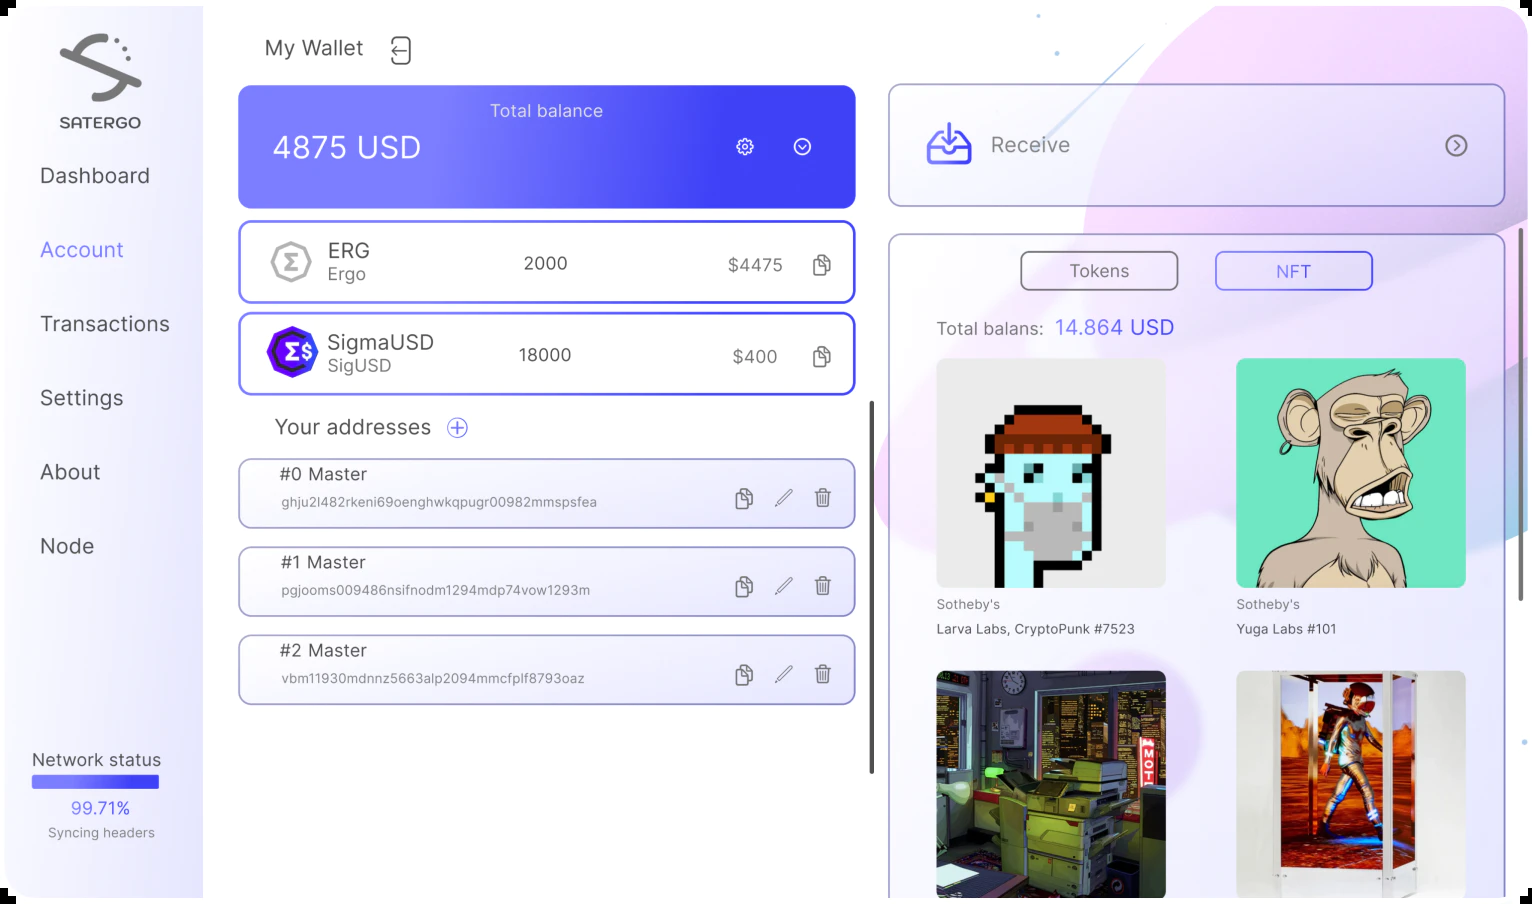 SATERGO
Dashboard
Account
Transactions
Settings
About
Node
Network status
99.71%
Syncing headers
My Wallet
Total balance
4875 USD
ERG
Ergo
2000
$4475
SigmaUSD
SigUSD
18000
$400
Your addresses
#0 Master
ghju2l482rkeni69oenghwkqpugr00982mmspsfea
#1 Master
pgjooms009486nsifnodm1294mdp74vow1293m
#2 Master
vbm11930mdnnz5663alp2094mmcfplf8793oaz
Receive
Tokens
NFT
Total balans: 14.864 USD
Sotheby's
Larva Labs, CryptoPunk #7523
Sotheby's
Yuga Labs #101
MOT